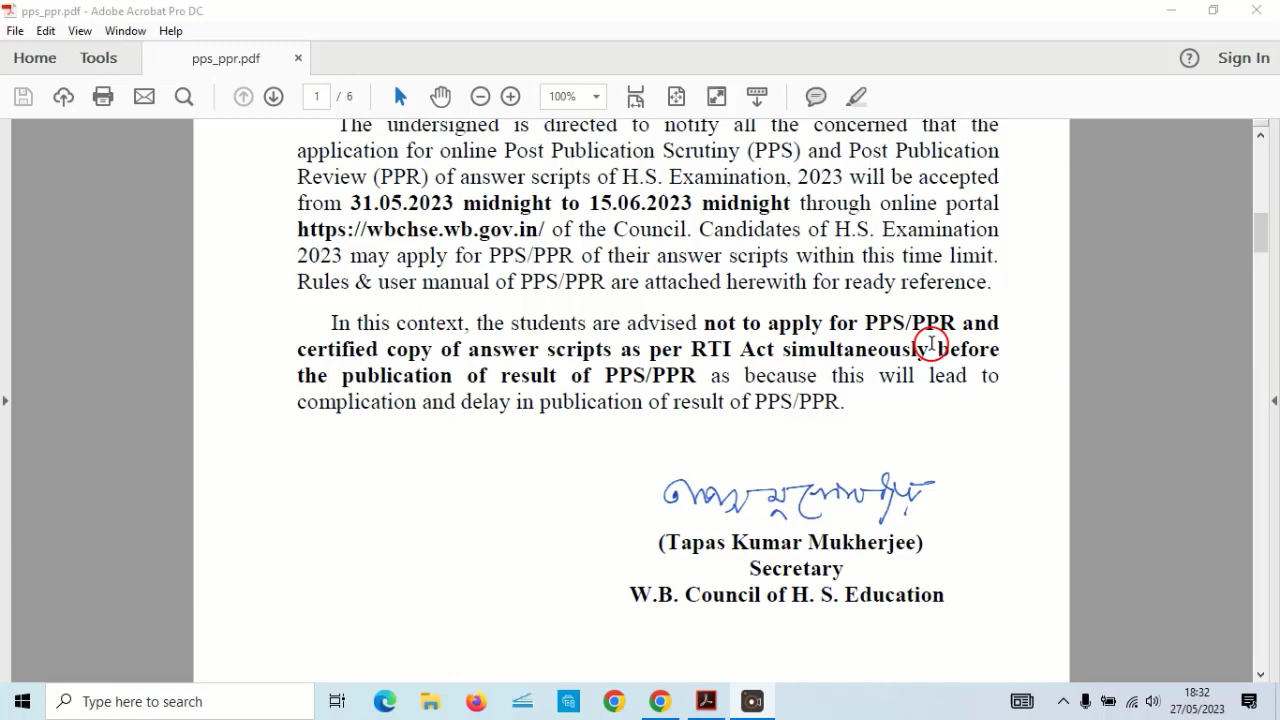 pps_ppr.pdf - Adobe Acrobat Pro DC
File Edit View Window Help
Home Tools pps_ppr.pdf × Sign In
1 / 6 100%
The undersigned is directed to notify all the concerned that the
application for online Post Publication Scrutiny (PPS) and Post Publication
Review (PPR) of answer scripts of H.S. Examination, 2023 will be accepted
from 31.05.2023 midnight to 15.06.2023 midnight through online portal
https://wbchse.wb.gov.in/ of the Council. Candidates of H.S. Examination
2023 may apply for PPS/PPR of their answer scripts within this time limit.
Rules & user manual of PPS/PPR are attached herewith for ready reference.
In this context, the students are advised not to apply for PPS/PPR and
certified copy of answer scripts as per RTI Act simultaneously before
the publication of result of PPS/PPR as because this will lead to
complication and delay in publication of result of PPS/PPR.
(Tapas Kumar Mukherjee)
Secretary
W.B. Council of H. S. Education
Type here to search
18:32
27/05/2023